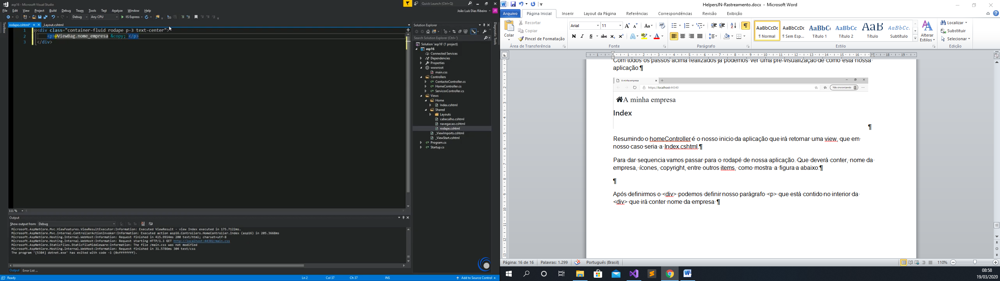 asp16 - Microsoft Visual Studio
Quick Launch (Ctrl+Q)
File Edit View Project Build Debug Team Tools Test Analyze Window Help
João Luís Dias Ribeiro JR
Debug Any CPU IIS Express
Toolbox
rodape.cshtml* _Layout.cshtml
1 <div class="container-fluid rodape p-3 text-center">
2 <p>@ViewBag.nome_empresa &copy; </p>
3 </div>
111 %
Solution Explorer
Diagnostic Tools
Search Solution Explorer (Ctrl+´)
Solution 'asp16' (1 project)
asp16
Connected Services
Dependencies
Properties
wwwroot
main.css
Controllers
ContactoController.cs
HomeController.cs
ServicosController.cs
Views
Home
Index.cshtml
Shared
Layouts
cabecalho.cshtml
navegacao.cshtml
rodape.cshtml
_ViewImports.cshtml
_ViewStart.cshtml
Program.cs
Startup.cs
Output
Show output from: Debug
Microsoft.AspNetCore.Mvc.ViewFeatures.ViewResultExecutor:Information: Executed ViewResult - view Index executed in 175.7122ms.
Microsoft.AspNetCore.Mvc.Internal.ControllerActionInvoker:Information: Executed action asp16.Controllers.HomeController.Index (asp16) in 205.3668ms
Microsoft.AspNetCore.Hosting.Internal.WebHost:Information: Request finished in 415.9914ms 200 text/html; charset=utf-8
Microsoft.AspNetCore.Hosting.Internal.WebHost:Information: Request starting HTTP/1.1 GET http://localhost:44382/main.css
Microsoft.AspNetCore.StaticFiles.StaticFileMiddleware:Information: The file /main.css was not modified
Microsoft.AspNetCore.Hosting.Internal.WebHost:Information: Request finished in 31.5786ms 304 text/css
The program '[5384] dotnet.exe' has exited with code -1 (0xffffffff).
Output Error List ...
Ready Ln 2 Col 37 Ch 37 INS Add to Source Control
HelpersJN-Rastreamento.docx - Microsoft Word
Arquivo Página Inicial Inserir Layout da Página Referências Correspondências Revisão Exibição
Colar
Recortar
Copiar
Pincel de Formatação
Área de Transferência
Arial 11
N I S abc
Fonte
Parágrafo
AaBbCcDc AaBbCcDc AaBbC AaBbCc AaB AaBbCc.
¶ Normal ¶ Sem Esp... Título 1 Título 2 Título Subtítulo
Alterar Estilos
Estilo
Localizar
Substituir
Selecionar
Edição
Com todos os passos acima realizados já podemos ver uma pré-visualização de como está nossa
aplicação:¶
A minha empresa
https://localhost:44340
Não sincronizando
A minha empresa
Index
¶
Resumindo o homeController é o nosso inicio da aplicação que irá retornar uma view, que em
nosso caso seria a Index.cshtml.¶
Para dar sequencia vamos passar para o rodapé de nossa aplicação. Que deverá conter, nome da
empresa, ícones, copyright, entre outros items, como mostra a figura a abaixo:¶
¶
Após definirmos o <div> podemos definir nosso parágrafo <p> que está contido no interior da
<div> que irá conter nome da empresa ¶
Página: 16 de 16 Palavras: 1.299 Português (Brasil) 110%
08:58
19/03/2020